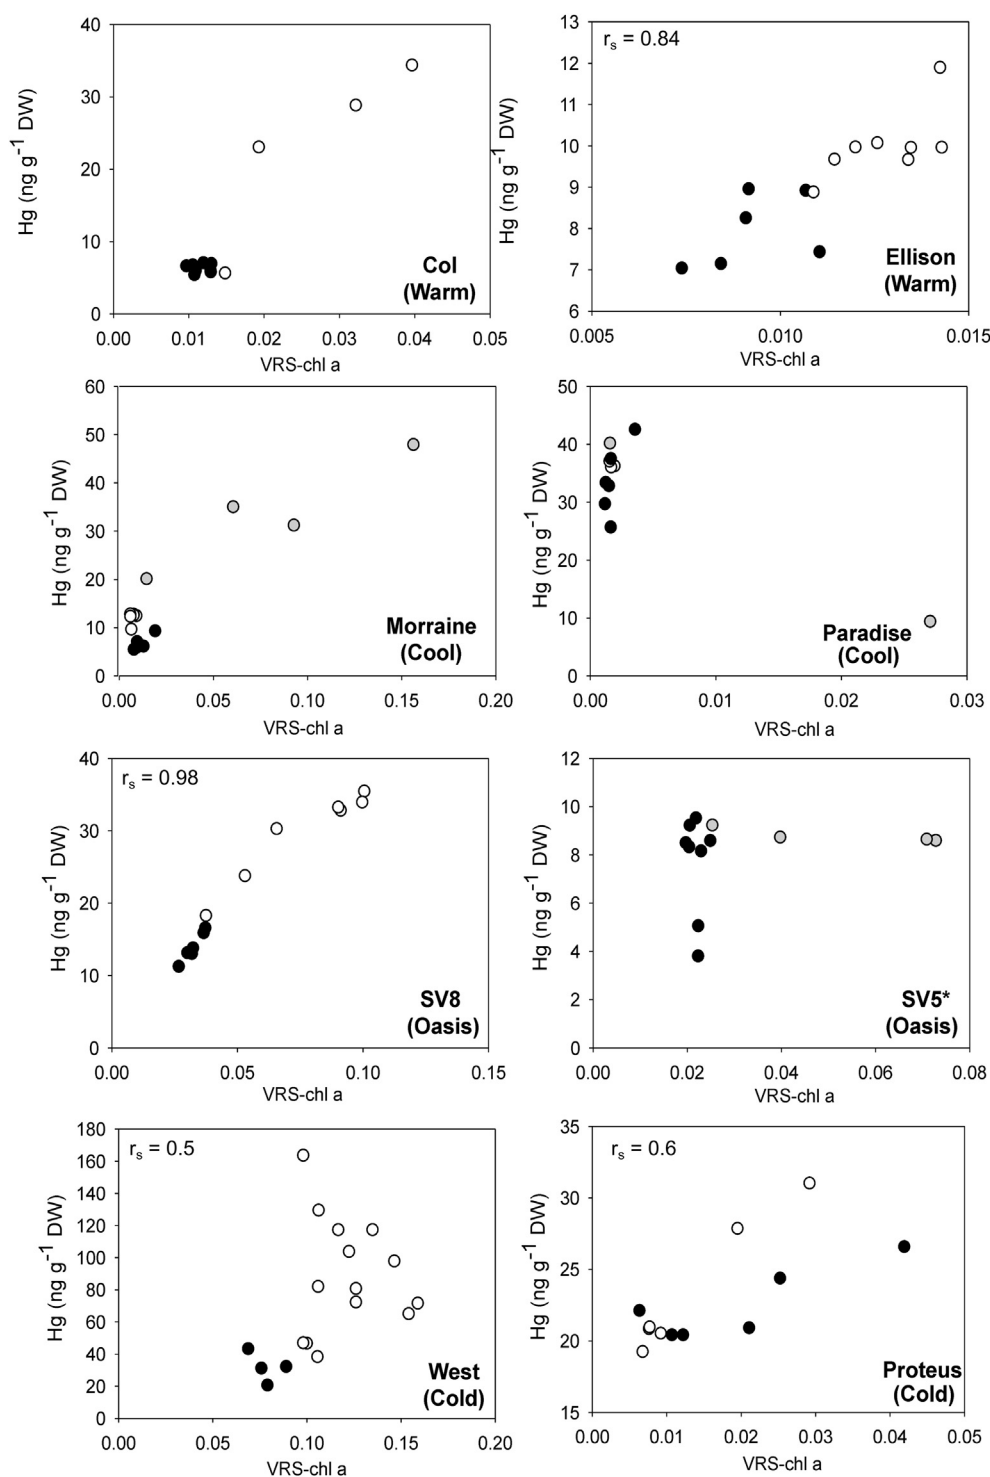 40
30
20
10
0
Hg (ng g⁻¹ DW)
Col
(Warm)
0.00 0.01 0.02 0.03 0.04 0.05
VRS-chl a
13
12
11
10
9
8
7
6
Hg (ng g⁻¹ DW)
rₛ = 0.84
Ellison
(Warm)
0.005 0.010 0.015
VRS-chl a
60
50
40
30
20
10
0
Hg (ng g⁻¹ DW)
Morraine
(Cool)
0.00 0.05 0.10 0.15 0.20
VRS-chl a
50
40
30
20
10
0
Hg (ng g⁻¹ DW)
Paradise
(Cool)
0.00 0.01 0.02 0.03
VRS-chl a
40
30
20
10
0
Hg (ng g⁻¹ DW)
rₛ = 0.98
SV8
(Oasis)
0.00 0.05 0.10 0.15
VRS-chl a
12
10
8
6
4
2
0
Hg (ng g⁻¹ DW)
SV5*
(Oasis)
0.00 0.02 0.04 0.06 0.08
VRS-chl a
180
160
140
120
100
80
60
40
20
0
Hg (ng g⁻¹ DW)
rₛ = 0.5
West
(Cold)
0.00 0.05 0.10 0.15 0.20
VRS-chl a
35
30
25
20
15
Hg (ng g⁻¹ DW)
rₛ = 0.6
Proteus
(Cold)
0.00 0.01 0.02 0.03 0.04 0.05
VRS-chl a